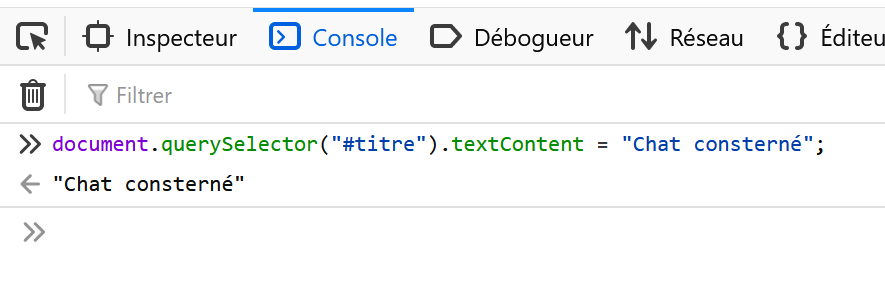 Inspecteur Console Débogueur Réseau Éditeu
Filtrer
document.querySelector("#titre").textContent = "Chat consterné";
"Chat consterné"